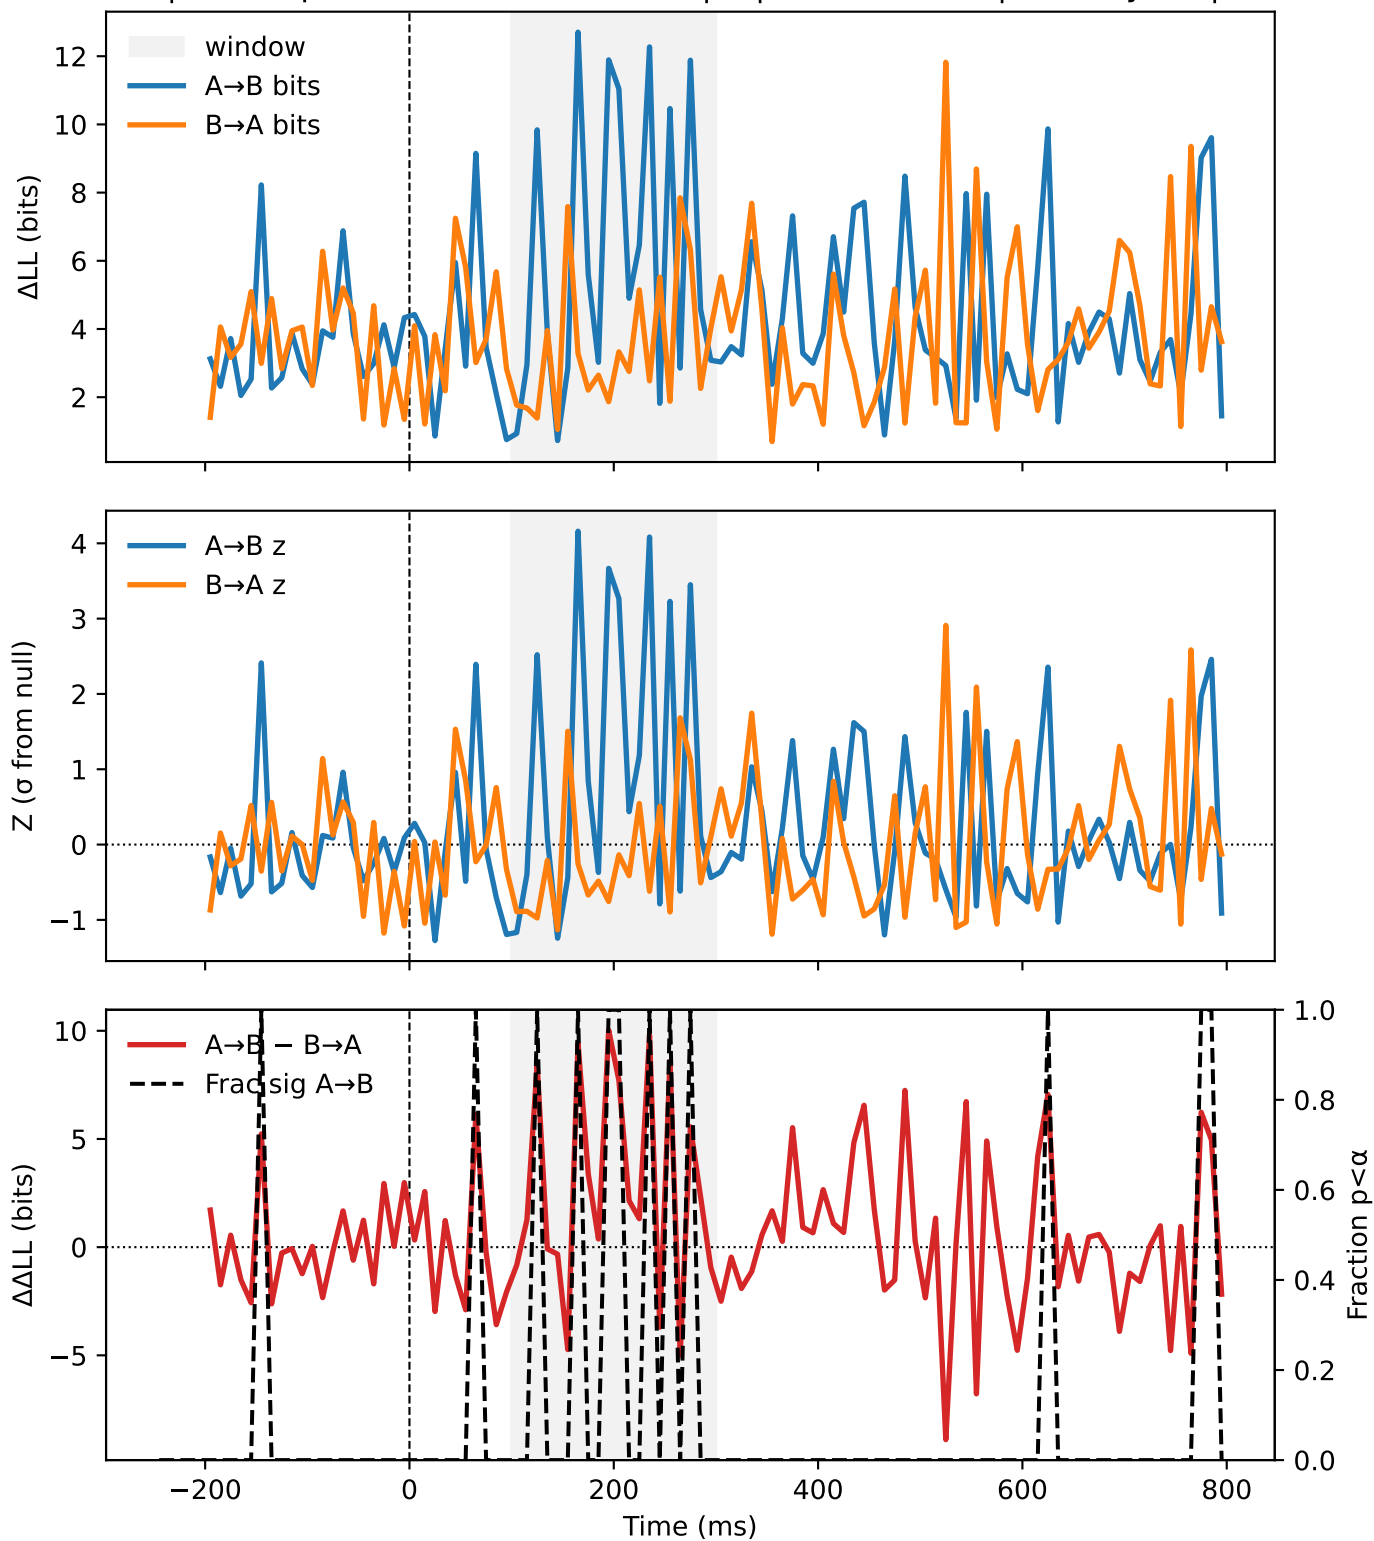 window
A→B bits
B→A bits
ΔLL (bits)
12
10
8
6
4
2
A→B z
B→A z
Z (σ from null)
4
3
2
1
0
−1
A→B − B→A
Frac sig A→B
ΔΔLL (bits)
10
5
0
−5
1.0
0.8
0.6
0.4
0.2
0.0
Fraction p<α
−200
0
200
400
600
800
Time (ms)